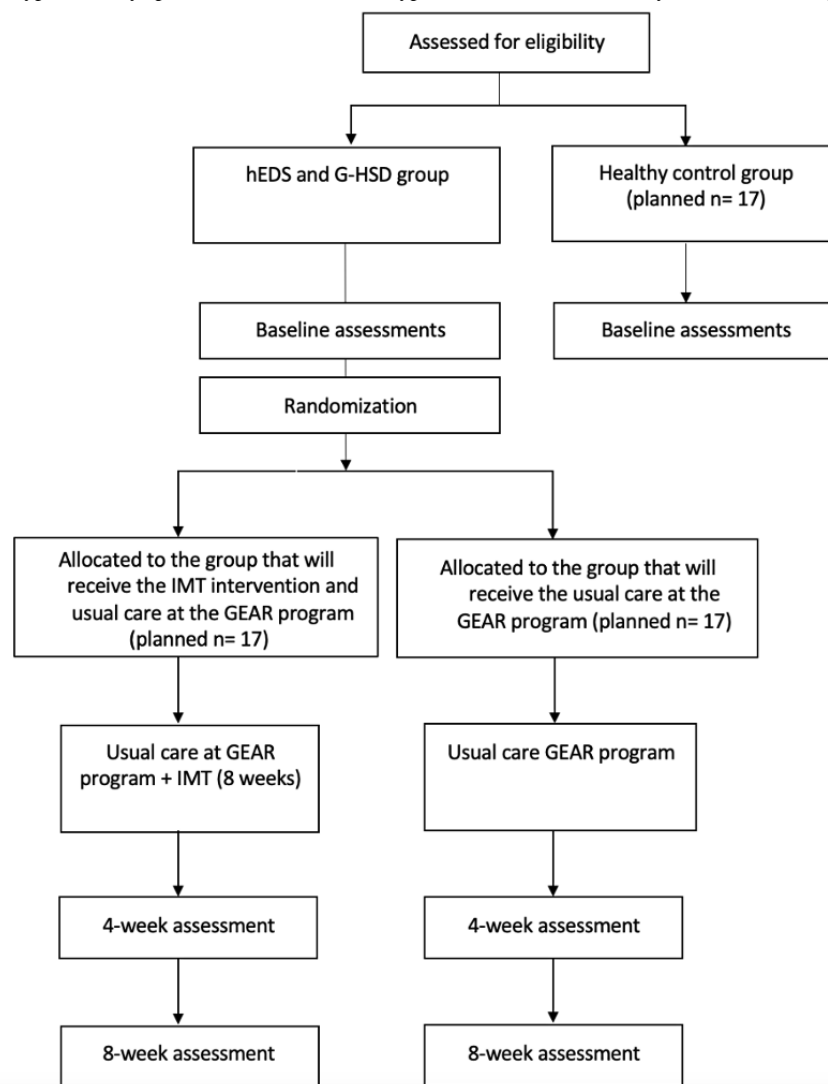 Assessed for eligibility
hEDS and G-HSD group
Healthy control group
(planned n= 17)
Baseline assessments
Baseline assessments
Randomization
Allocated to the group that will
receive the IMT intervention and
usual care at the GEAR program
(planned n= 17)
Allocated to the group that will
receive the usual care at the
GEAR program (planned n= 17)
Usual care at GEAR
program + IMT (8 weeks)
Usual care GEAR program
4-week assessment
4-week assessment
8-week assessment
8-week assessment